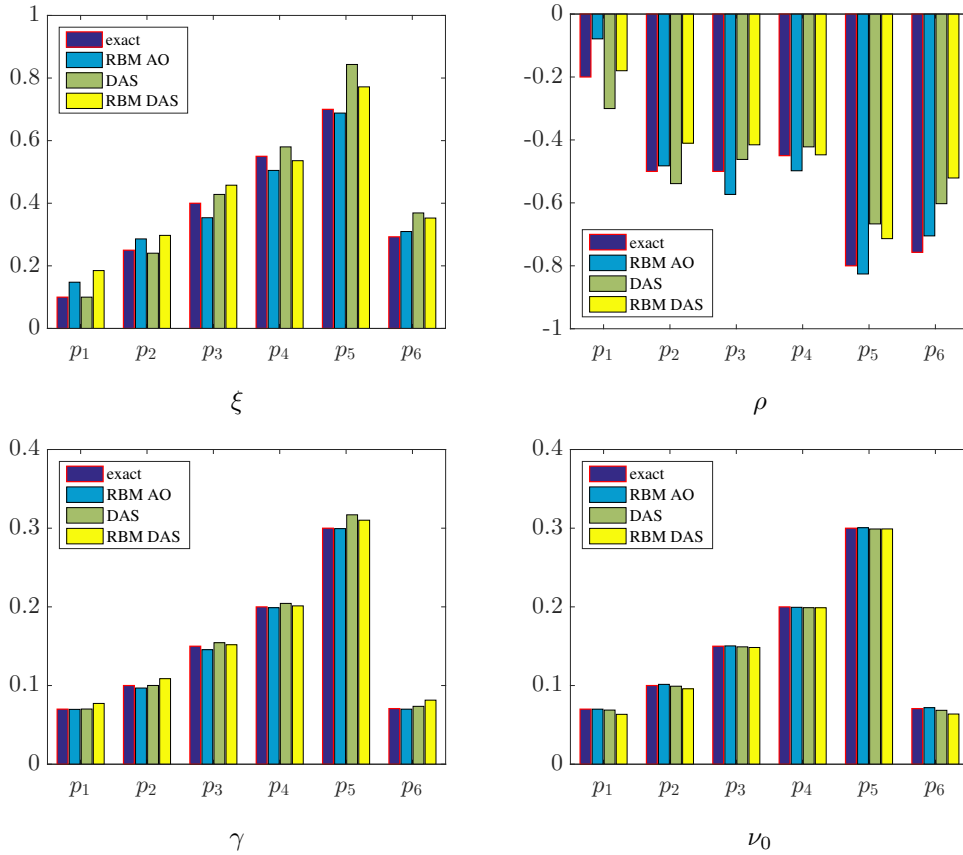 1
0.8
0.6
0.4
0.2
0
exact
RBM AO
DAS
RBM DAS
p1 p2 p3 p4 p5 p6
ξ
0
-0.2
-0.4
-0.6
-0.8
-1
exact
RBM AO
DAS
RBM DAS
p1 p2 p3 p4 p5 p6
ρ
0.4
0.3
0.2
0.1
0
exact
RBM AO
DAS
RBM DAS
p1 p2 p3 p4 p5 p6
γ
0.4
0.3
0.2
0.1
0
exact
RBM AO
DAS
RBM DAS
p1 p2 p3 p4 p5 p6
ν0